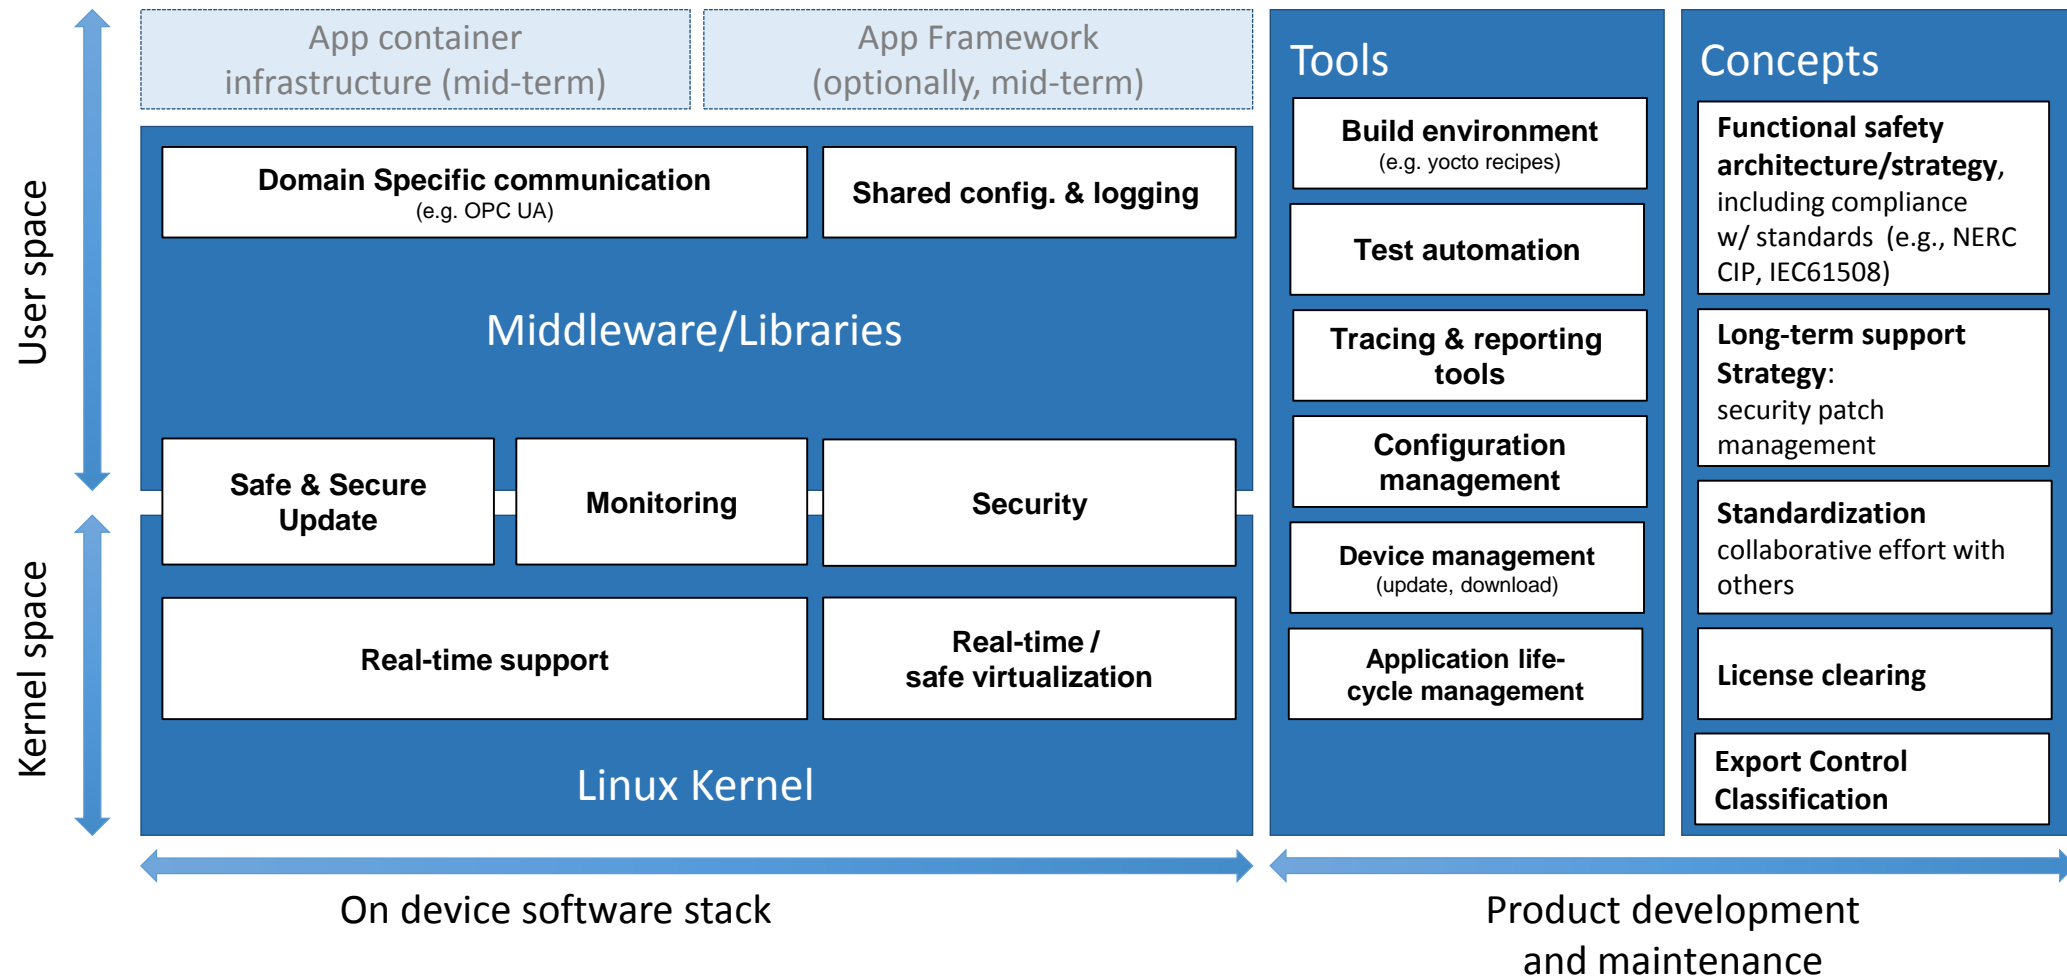 App container
infrastructure (mid-term)
App Framework
(optionally, mid-term)
User space
Domain Specific communication
(e.g. OPC UA)
Shared config. & logging
Middleware/Libraries
Safe & Secure
Update
Monitoring
Security
Kernel space
Real-time support
Real-time /
safe virtualization
Linux Kernel
On device software stack
Tools
Build environment
(e.g. yocto recipes)
Test automation
Tracing & reporting
tools
Configuration
management
Device management
(update, download)
Application life-
cycle management
Concepts
Functional safety
architecture/strategy,
including compliance
w/ standards (e.g., NERC
CIP, IEC61508)
Long-term support
Strategy:
security patch
management
Standardization
collaborative effort with
others
License clearing
Export Control
Classification
Product development
and maintenance